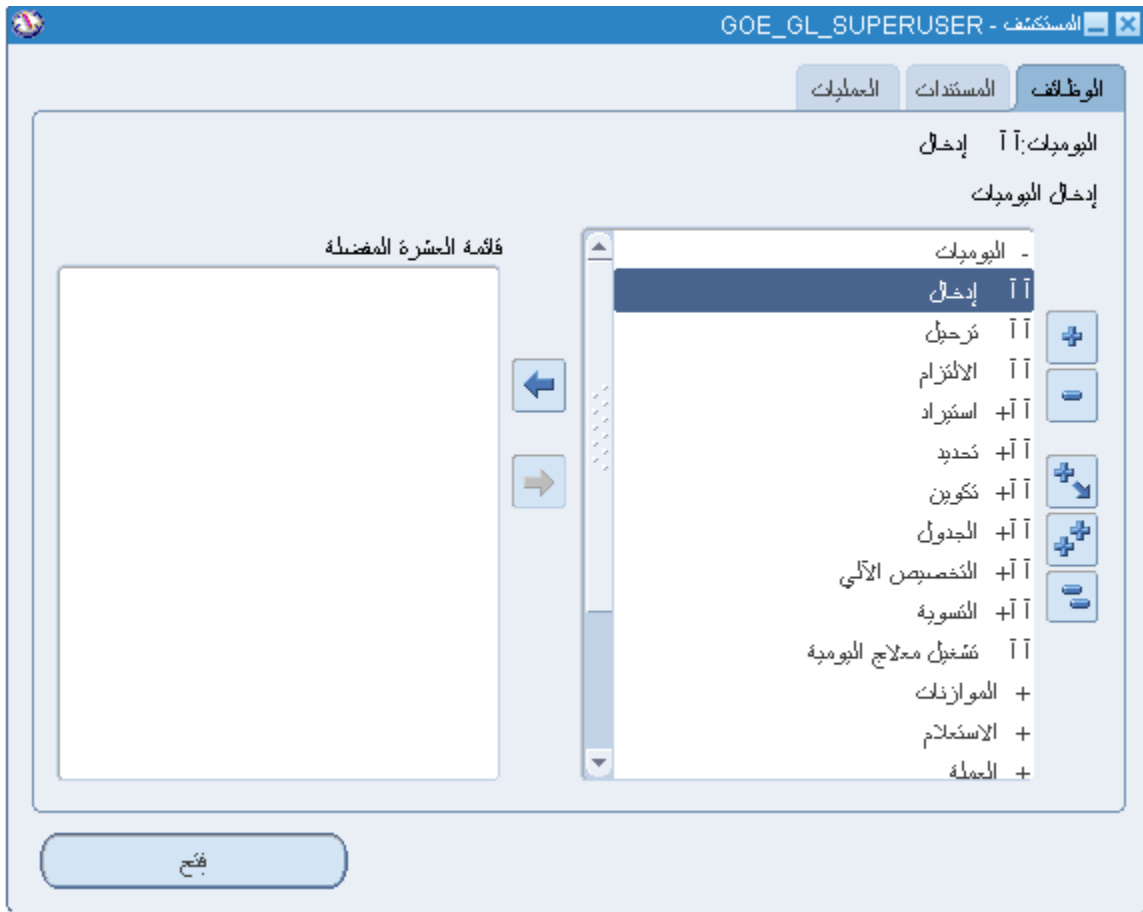 المستكشف - GOE_GL_SUPERUSER
الوظائف المستندات العمليات
اليوميات:آ آ إدخال
إدخال اليوميات
- اليوميات
آ آ إدخال
آ آ ترحيل
آ آ الالتزام
آ آ+ استيراد
آ آ+ تحديد
آ آ+ تكوين
آ آ+ الجدول
آ آ+ التخصيص الآلي
آ آ+ التسوية
آ آ تشغيل معلاج اليومية
+ الموازنات
+ الاستعلام
+ العملة
قائمة العشرة المفضلة
فتح